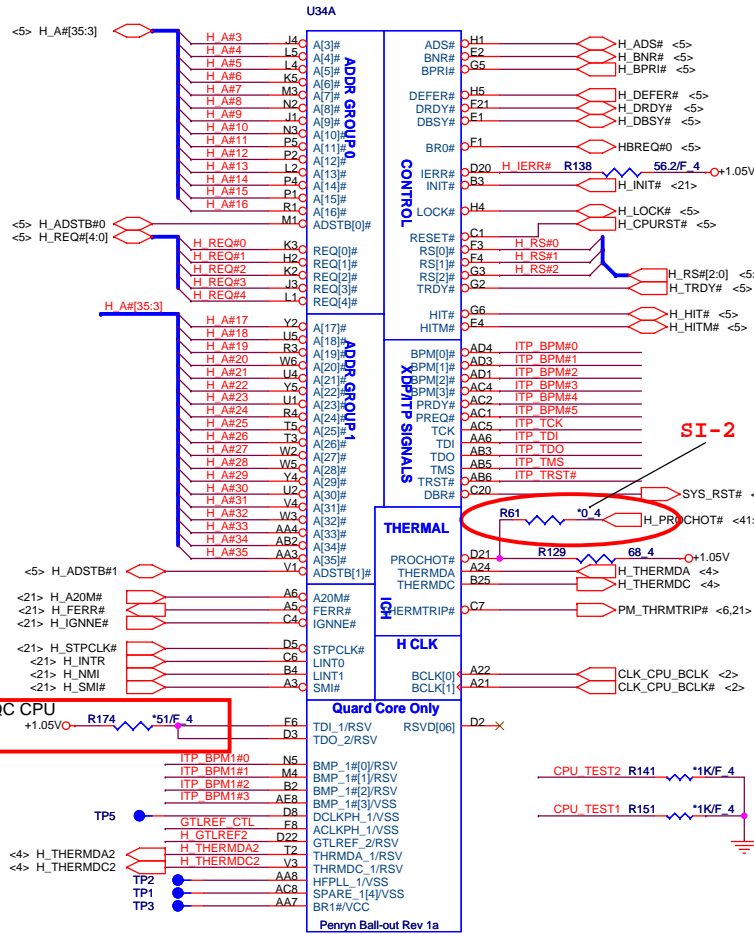 U34A
<5> H_A#[35:3]
H_A#3 J4 A[3]#
H_A#4 L5 A[4]#
H_A#5 L4 A[5]#
H_A#6 K5 A[6]#
H_A#7 M3 A[7]#
H_A#8 N2 A[8]#
H_A#9 J1 A[9]#
H_A#10 N3 A[10]#
H_A#11 P5 A[11]#
H_A#12 P2 A[12]#
H_A#13 L2 A[13]#
H_A#14 P4 A[14]#
H_A#15 P1 A[15]#
H_A#16 R1 A[16]#
<5> H_ADSTB#0 M1 ADSTB[0]#
<5> H_REQ#[4:0]
H_REQ#0 K3 REQ[0]#
H_REQ#1 H2 REQ[1]#
H_REQ#2 K2 REQ[2]#
H_REQ#3 J3 REQ[3]#
H_REQ#4 L1 REQ[4]#
ADDR GROUP 0
H_A#[35:3]
H_A#17 Y2 A[17]#
H_A#18 U5 A[18]#
H_A#19 R3 A[19]#
H_A#20 W6 A[20]#
H_A#21 U4 A[21]#
H_A#22 Y5 A[22]#
H_A#23 U1 A[23]#
H_A#24 R4 A[24]#
H_A#25 T5 A[25]#
H_A#26 T3 A[26]#
H_A#27 W2 A[27]#
H_A#28 W5 A[28]#
H_A#29 Y4 A[29]#
H_A#30 U2 A[30]#
H_A#31 V4 A[31]#
H_A#32 W3 A[32]#
H_A#33 AA4 A[33]#
H_A#34 AB2 A[34]#
H_A#35 AA3 A[35]#
<5> H_ADSTB#1 V1 ADSTB[1]#
ADDR GROUP 1
<21> H_A20M# A6 A20M#
<21> H_FERR# A5 FERR#
<21> H_IGNNE# C4 IGNNE#
<21> H_STPCLK# D5 STPCLK#
<21> H_INTR C6 LINT0
<21> H_NMI B4 LINT1
<21> H_SMI# A3 SMI#
ICH
ADS# H1 H_ADS# <5>
BNR# E2 H_BNR# <5>
BPRI# G5 H_BPRI# <5>
DEFER# H5 H_DEFER# <5>
DRDY# F21 H_DRDY# <5>
DBSY# E1 H_DBSY# <5>
BR0# F1 HBREQ#0 <5>
IERR# D20 H_IERR# R138 56.2/F_4 +1.05V
INIT# B3 H_INIT# <21>
LOCK# H4 H_LOCK# <5>
RESET# C1 H_CPURST# <5>
RS[0]# F3 H_RS#0
RS[1]# F4 H_RS#1
RS[2]# G3 H_RS#2 H_RS#[2:0] <5>
TRDY# G2 H_TRDY# <5>
HIT# G6 H_HIT# <5>
HITM# E4 H_HITM# <5>
CONTROL
BPM[0]# AD4 ITP_BPM#0
BPM[1]# AD3 ITP_BPM#1
BPM[2]# AD1 ITP_BPM#2
BPM[3]# AC4 ITP_BPM#3
PRDY# AC2 ITP_BPM#4
PREQ# AC1 ITP_BPM#5
TCK AC5 ITP_TCK
TDI AA6 ITP_TDI
TDO AB3 ITP_TDO
TMS AB5 ITP_TMS
TRST# AB6 ITP_TRST#
DBR# C20 SYS_RST# <
XDP/ITP SIGNALS
SI-2
THERMAL
R61 *0_4 H_PROCHOT# <41>
PROCHOT# D21 R129 68_4 +1.05V
THERMDA A24 H_THERMDA <4>
THERMDC B25 H_THERMDC <4>
THERMTRIP# C7 PM_THRMTRIP# <6,21>
H CLK
BCLK[0] A22 CLK_CPU_BCLK <2>
BCLK[1] A21 CLK_CPU_BCLK# <2>
Quard Core Only
QC CPU
+1.05V R174 *51/F_4 F6 TDI_1/RSV
D3 TDO_2/RSV
RSVD[06] D2
ITP_BPM1#0 N5 BMP_1#[0]/RSV
ITP_BPM1#1 M4 BMP_1#[1]/RSV
ITP_BPM1#2 B2 BMP_1#[2]/RSV
ITP_BPM1#3 AE8 BMP_1#[3]/VSS
TP5 D8 DCLKPH_1/VSS
GTLREF_CTL F8 ACLKPH_1/VSS
H_GTLREF2 D22 GTLREF_2/RSV
<4> H_THERMDA2 H_THERMDA2 T2 THRMDA_1/RSV
<4> H_THERMDC2 H_THERMDC2 V3 THRMDC_1/RSV
TP2 AA8 HFPLL_1/VSS
TP1 AC8 SPARE_1[4]/VSS
TP3 AA7 BR1#/VCC
Penryn Ball-out Rev 1a
CPU_TEST2 R141 *1K/F_4
CPU_TEST1 R151 *1K/F_4